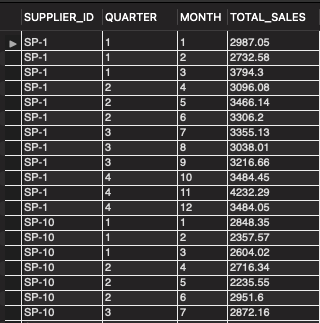 SUPPLIER_ID QUARTER MONTH TOTAL_SALES
SP-1 1 1 2987.05
SP-1 1 2 2732.58
SP-1 1 3 3794.3
SP-1 2 4 3096.08
SP-1 2 5 3466.14
SP-1 2 6 3306.2
SP-1 3 7 3355.13
SP-1 3 8 3038.01
SP-1 3 9 3216.66
SP-1 4 10 3484.45
SP-1 4 11 4232.29
SP-1 4 12 3484.05
SP-10 1 1 2848.35
SP-10 1 2 2357.57
SP-10 1 3 2604.02
SP-10 2 4 2716.34
SP-10 2 5 2235.55
SP-10 2 6 2951.6
SP-10 3 7 2872.16